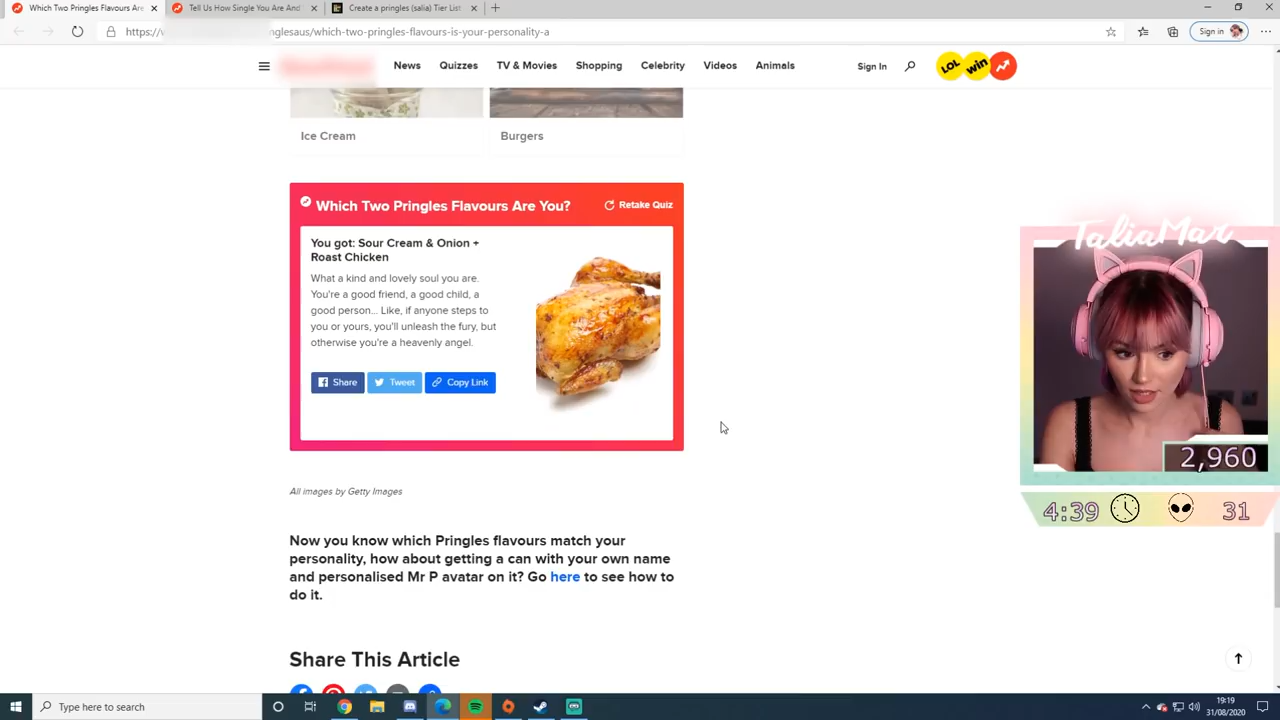 Which Two Pringles Flavours Are
Tell Us How Single You Are And
Create a pringles (salia) Tier List
https://
nglesaus/which-two-pringles-flavours-is-your-personality-a
Sign in
News Quizzes TV & Movies Shopping Celebrity Videos Animals Sign In LOL win
Ice Cream Burgers
Which Two Pringles Flavours Are You? Retake Quiz
You got: Sour Cream & Onion +
Roast Chicken
What a kind and lovely soul you are.
You're a good friend, a good child, a
good person... Like, if anyone steps to
you or yours, you'll unleash the fury, but
otherwise you're a heavenly angel.
Share Tweet Copy Link
TaliaMar
2,960
4:39 31
All images by Getty Images
Now you know which Pringles flavours match your
personality, how about getting a can with your own name
and personalised Mr P avatar on it? Go here to see how to
do it.
Share This Article
Type here to search
19:19
31/08/2020